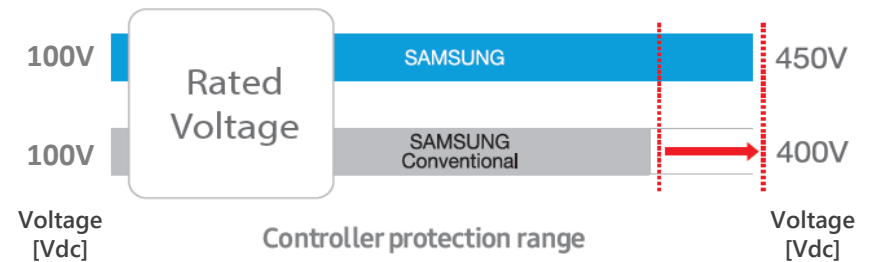 100V
Rated
Voltage
SAMSUNG
450V
100V
SAMSUNG
Conventional
400V
Voltage
[Vdc]
Controller protection range
Voltage
[Vdc]